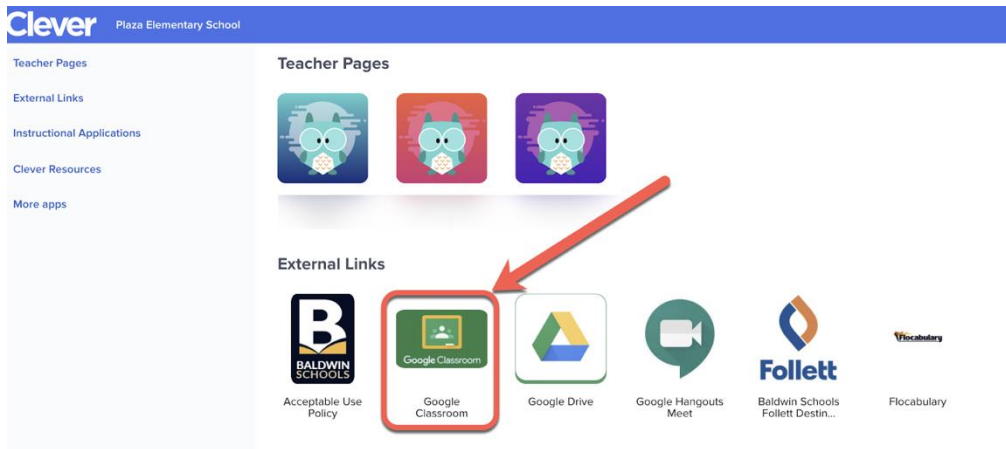 Clever Plaza Elementary School
Teacher Pages
External Links
Instructional Applications
Clever Resources
More apps
Teacher Pages
External Links
B
BALDWIN
SCHOOLS
Google Classroom
Follett
Flocabulary
Acceptable Use
Policy
Google
Classroom
Google Drive
Google Hangouts
Meet
Baldwin Schools
Follett Destin...
Flocabulary